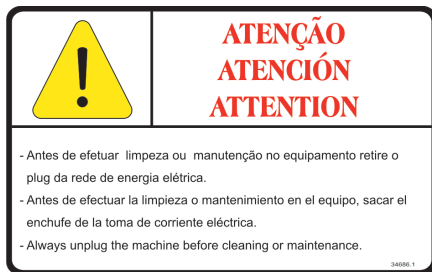 !
ATENÇÃO
ATENCIÓN
ATTENTION
- Antes de efetuar limpeza ou manutenção no equipamento retire o
plug da rede de energia elétrica.
- Antes de efectuar la limpieza o mantenimiento en el equipo, sacar el
enchufe de la toma de corriente eléctrica.
- Always unplug the machine before cleaning or maintenance.
34686.1